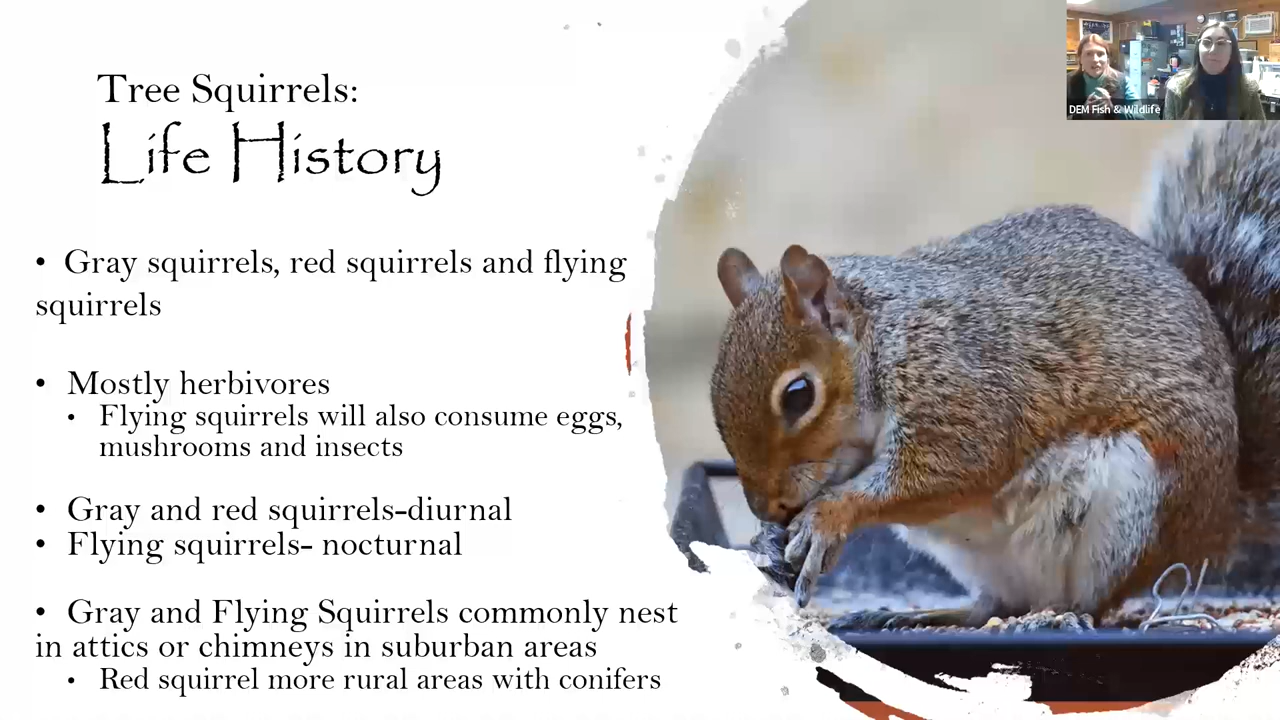 Tree Squirrels:
Life History
• Gray squirrels, red squirrels and flying
squirrels
• Mostly herbivores
• Flying squirrels will also consume eggs,
mushrooms and insects
• Gray and red squirrels-diurnal
• Flying squirrels- nocturnal
• Gray and Flying Squirrels commonly nest
in attics or chimneys in suburban areas
• Red squirrel more rural areas with conifers
DEM Fish & Wildlife